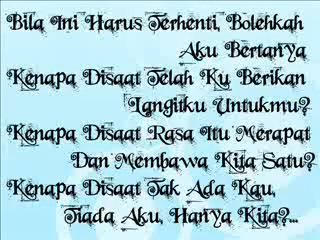 Bila Ini Harus Terhenti, Bolehkah
Aku Bertanya
Kenapa Disaat Telah Ku Berikan
Langitku Untukmu?
Kenapa Disaat Rasa Itu Merapat
Dan Membawa Kita Satu?
Kenapa Disaat Tak Ada Kau,
Tiada Aku, Hanya Kita?...